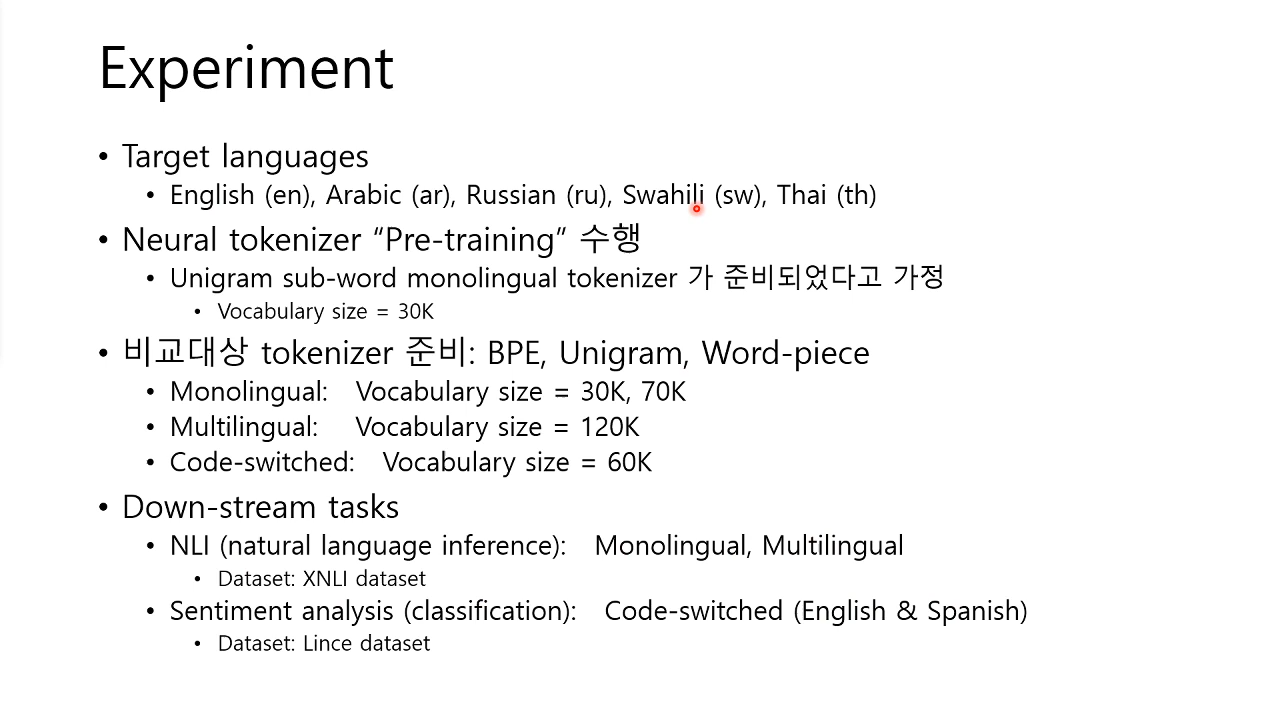 Experiment
• Target languages
• English (en), Arabic (ar), Russian (ru), Swahili (sw), Thai (th)
• Neural tokenizer “Pre-training” 수행
• Unigram sub-word monolingual tokenizer 가 준비되었다고 가정
• Vocabulary size = 30K
• 비교대상 tokenizer 준비: BPE, Unigram, Word-piece
• Monolingual: Vocabulary size = 30K, 70K
• Multilingual: Vocabulary size = 120K
• Code-switched: Vocabulary size = 60K
• Down-stream tasks
• NLI (natural language inference): Monolingual, Multilingual
• Dataset: XNLI dataset
• Sentiment analysis (classification): Code-switched (English & Spanish)
• Dataset: Lince dataset